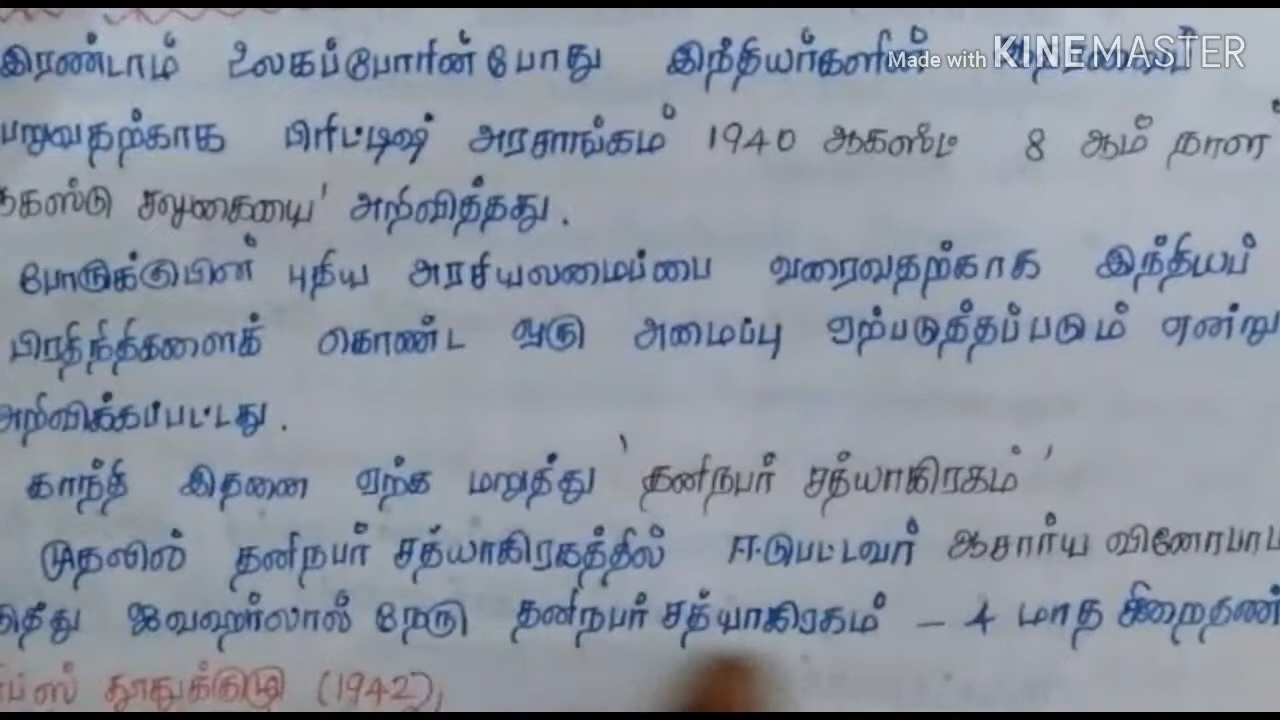 Made with KINEMASTER
இரண்டாம் உலகப்போரின்போது இந்தியர்களின்
பறுவதற்காக பிரிட்டிஷ் அரசாங்கம் 1940 ஆகஸ்ட் 8 ஆம் நாள்
கஸ்டு சலுகையை' அறிவித்தது.
போருக்குபின் புதிய அரசியலமைப்பை வரைவதற்காக இந்தியப்
பிரதிநிதிகளைக் கொண்ட ஒரு அமைப்பு ஏற்படுத்தப்படும் என்று
அறிவிக்கப்பட்டது.
காந்தி இதனை ஏற்க மறுத்து 'தனிநபர் சத்யாகிரகம்'
முதலில் தனிநபர் சத்யாகிரகத்தில் ஈடுபட்டவர் ஆசார்ய வினோபாப
த்து ஜவஹர்லால் நேரு தனிநபர் சத்யாகிரகம் – 4 மாத சிறைதண்
ப்ஸ் தூதுக்குழு (1942),